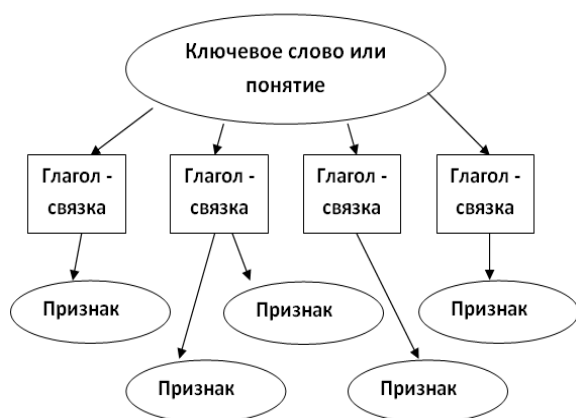 Ключевое слово или
понятие
Глагол -
связка
Глагол -
связка
Глагол -
связка
Глагол -
связка
Признак
Признак
Признак
Признак
Признак